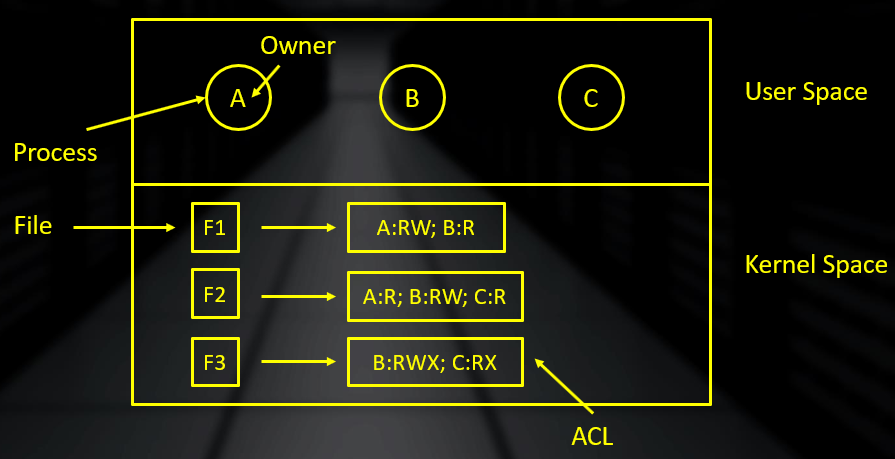 Owner
A
B
C
User Space
Process
File
F1
A:RW; B:R
Kernel Space
F2
A:R; B:RW; C:R
F3
B:RWX; C:RX
ACL